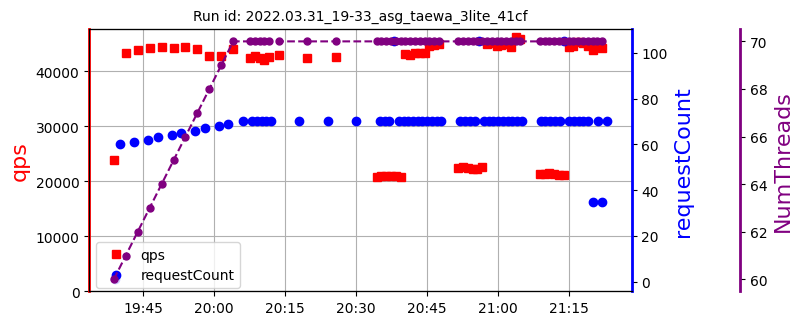 Run id: 2022.03.31_19-33_asg_taewa_3lite_41cf
40000
30000
20000
10000
0
qps
100
80
60
40
20
0
requestCount
70
68
66
64
62
60
NumThreads
qps
requestCount
19:45 20:00 20:15 20:30 20:45 21:00 21:15